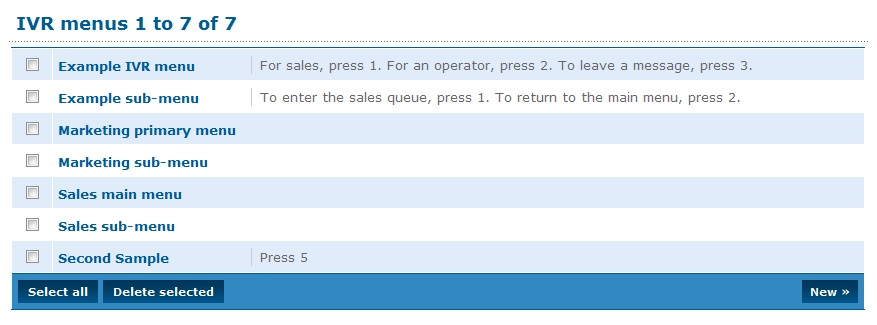 IVR menus 1 to 7 of 7
Example IVR menu For sales, press 1. For an operator, press 2. To leave a message, press 3.
Example sub-menu To enter the sales queue, press 1. To return to the main menu, press 2.
Marketing primary menu
Marketing sub-menu
Sales main menu
Sales sub-menu
Second Sample Press 5
Select all Delete selected New »